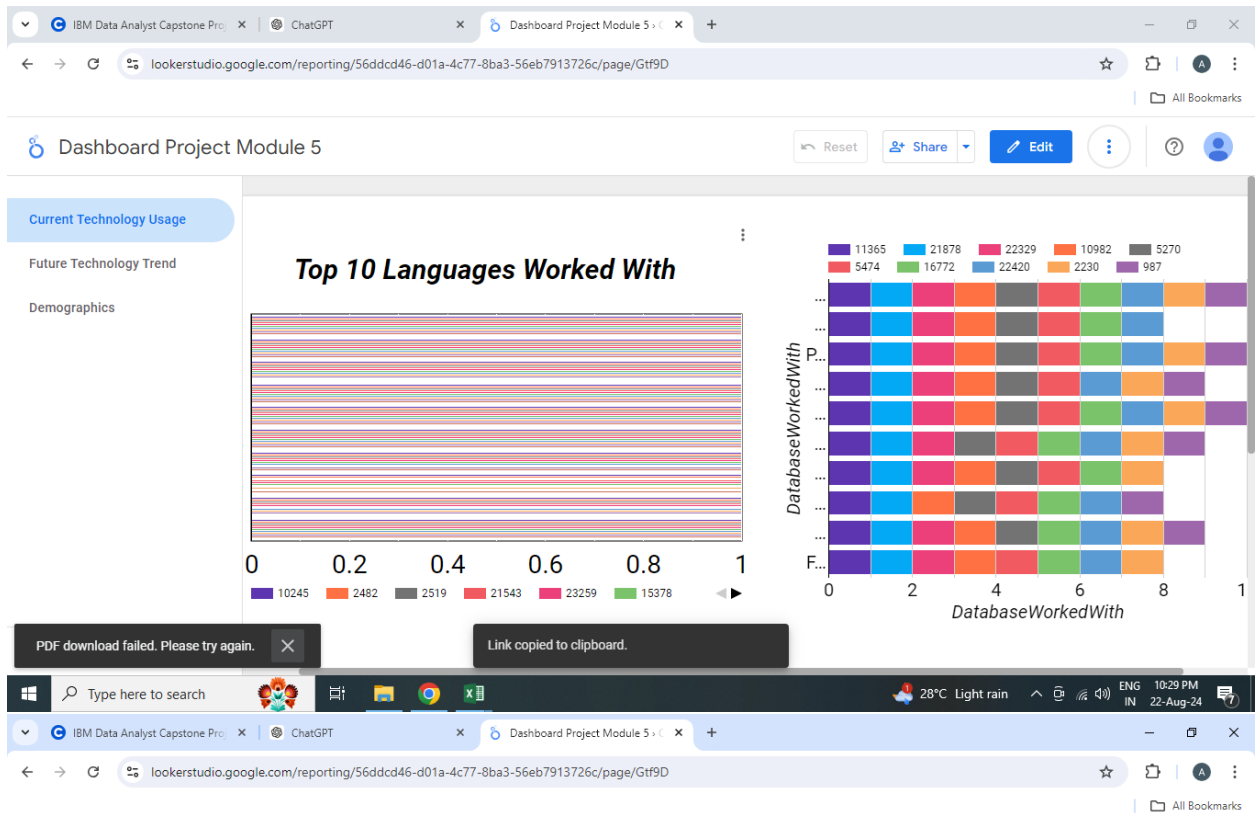 IBM Data Analyst Capstone Proj
ChatGPT
Dashboard Project Module 5 › C
lookerstudio.google.com/reporting/56ddcd46-d01a-4c77-8ba3-56eb7913726c/page/Gtf9D
A
All Bookmarks
Dashboard Project Module 5
Reset
Share
Edit
Current Technology Usage
Future Technology Trend
Demographics
Top 10 Languages Worked With
0 0.2 0.4 0.6 0.8 1
10245 2482 2519 21543 23259 15378
11365 21878 22329 10982 5270
5474 16772 22420 2230 987
DatabaseWorkedWith
...
...
P...
...
...
...
...
...
...
F...
0 2 4 6 8 1
DatabaseWorkedWith
PDF download failed. Please try again.
Link copied to clipboard.
Type here to search
28°C Light rain
ENG
IN
10:29 PM
22-Aug-24
7
IBM Data Analyst Capstone Proj
ChatGPT
Dashboard Project Module 5 › C
lookerstudio.google.com/reporting/56ddcd46-d01a-4c77-8ba3-56eb7913726c/page/Gtf9D
A
All Bookmarks